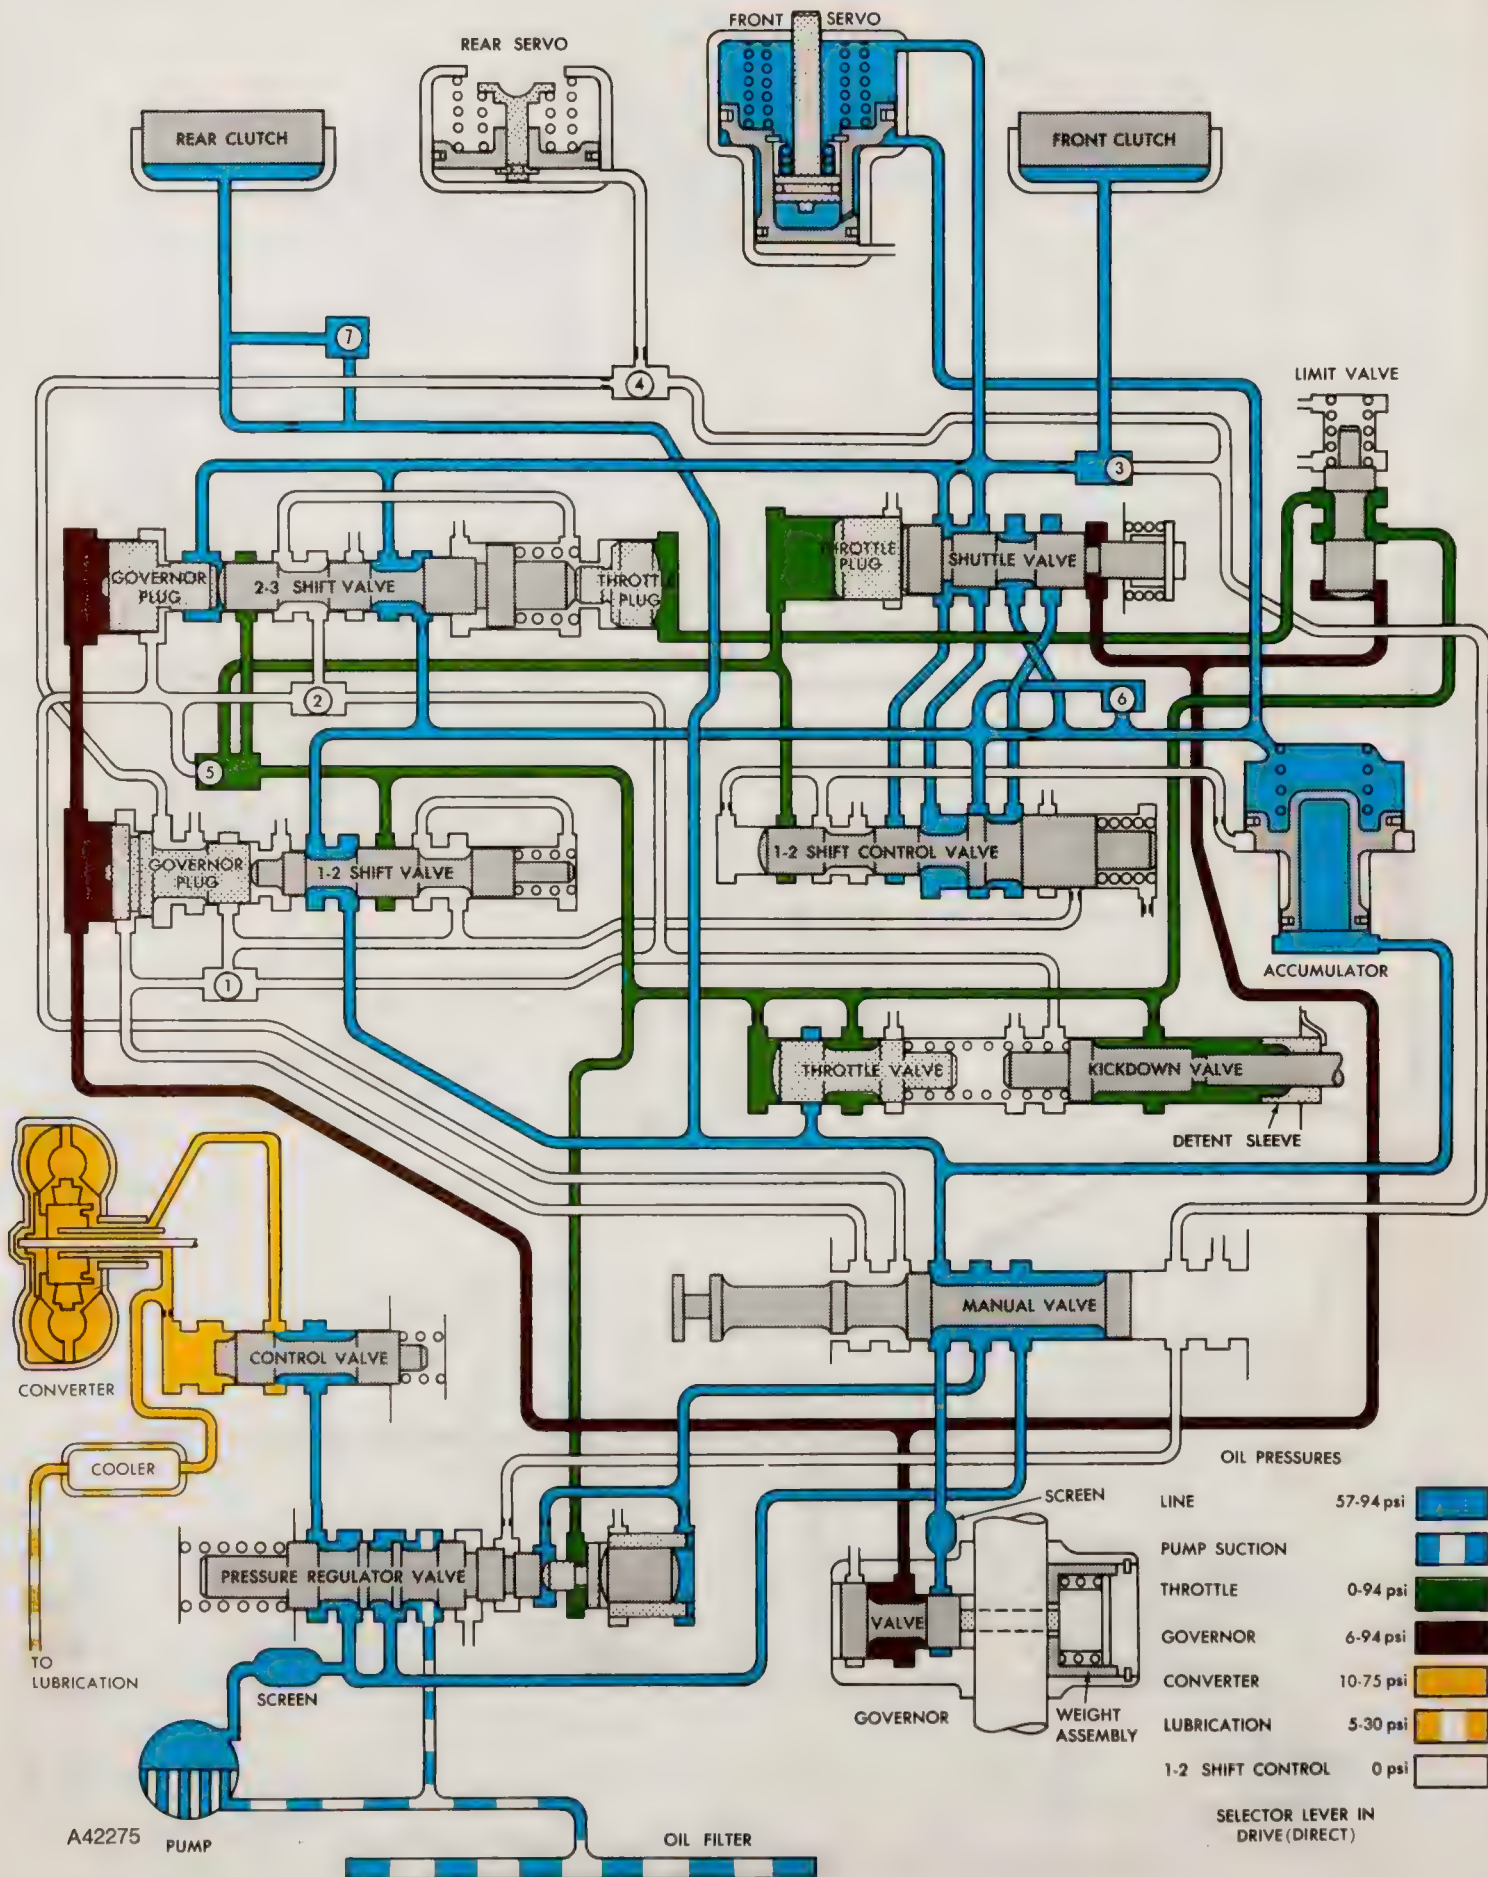 FRONT SERVO
REAR SERVO
REAR CLUTCH
FRONT CLUTCH
7
4
LIMIT VALVE
3
GOVERNOR
PLUG
2-3 SHIFT VALVE
THROTTLE
PLUG
THROTTLE
PLUG
SHUTTLE VALVE
2
6
5
GOVERNOR
PLUG
1-2 SHIFT VALVE
1-2 SHIFT CONTROL VALVE
ACCUMULATOR
1
THROTTLE VALVE
KICKDOWN VALVE
DETENT SLEEVE
MANUAL VALVE
CONTROL VALVE
CONVERTER
COOLER
OIL PRESSURES
SCREEN
LINE 57-94 psi
PUMP SUCTION
THROTTLE 0-94 psi
GOVERNOR 6-94 psi
CONVERTER 10-75 psi
LUBRICATION 5-30 psi
1-2 SHIFT CONTROL 0 psi
SELECTOR LEVER IN
DRIVE (DIRECT)
PRESSURE REGULATOR VALVE
VALVE
TO
LUBRICATION
SCREEN
GOVERNOR
WEIGHT
ASSEMBLY
A42275
PUMP
OIL FILTER